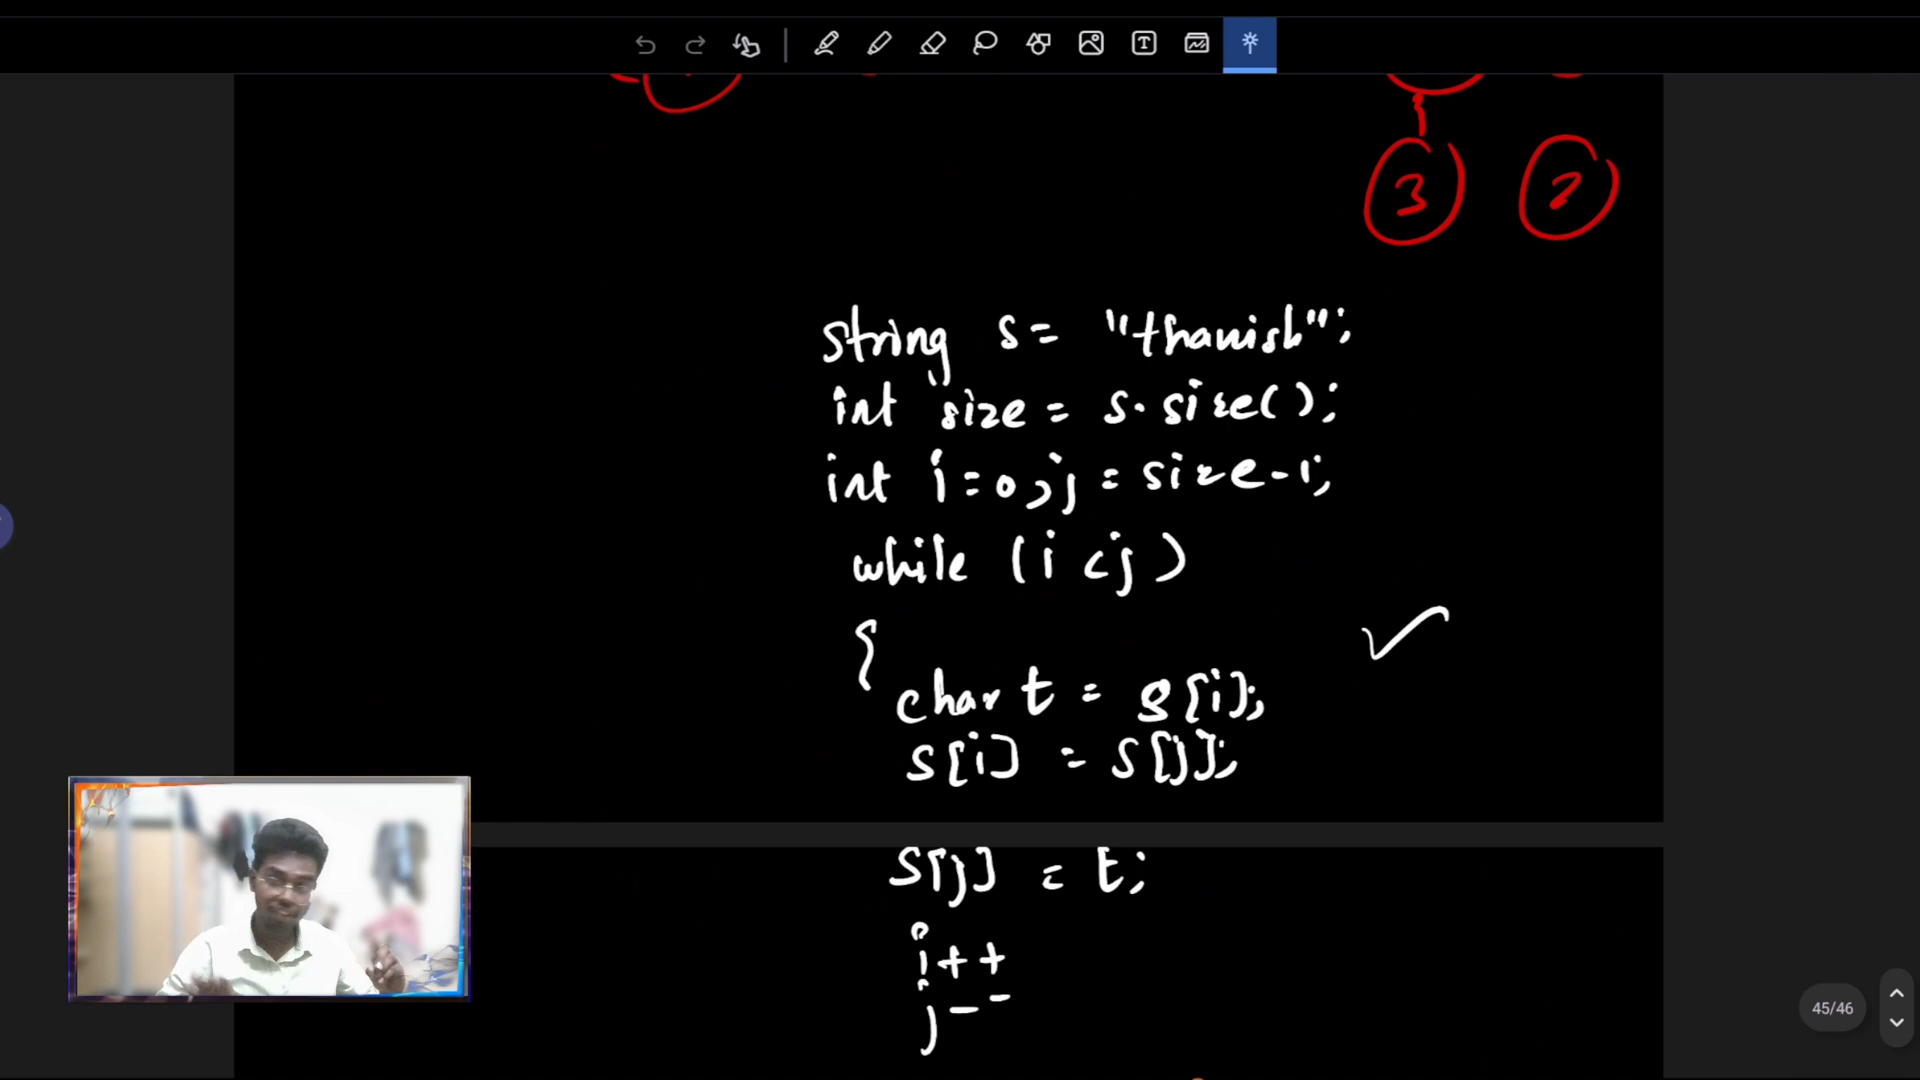 3 2
string s = "thanish";
int size = s.size();
int i=0, j = size-1;
while (i<j)
{
char t = s[i];
s[i] = s[j];
s[j] = t;
i++
j--
45/46